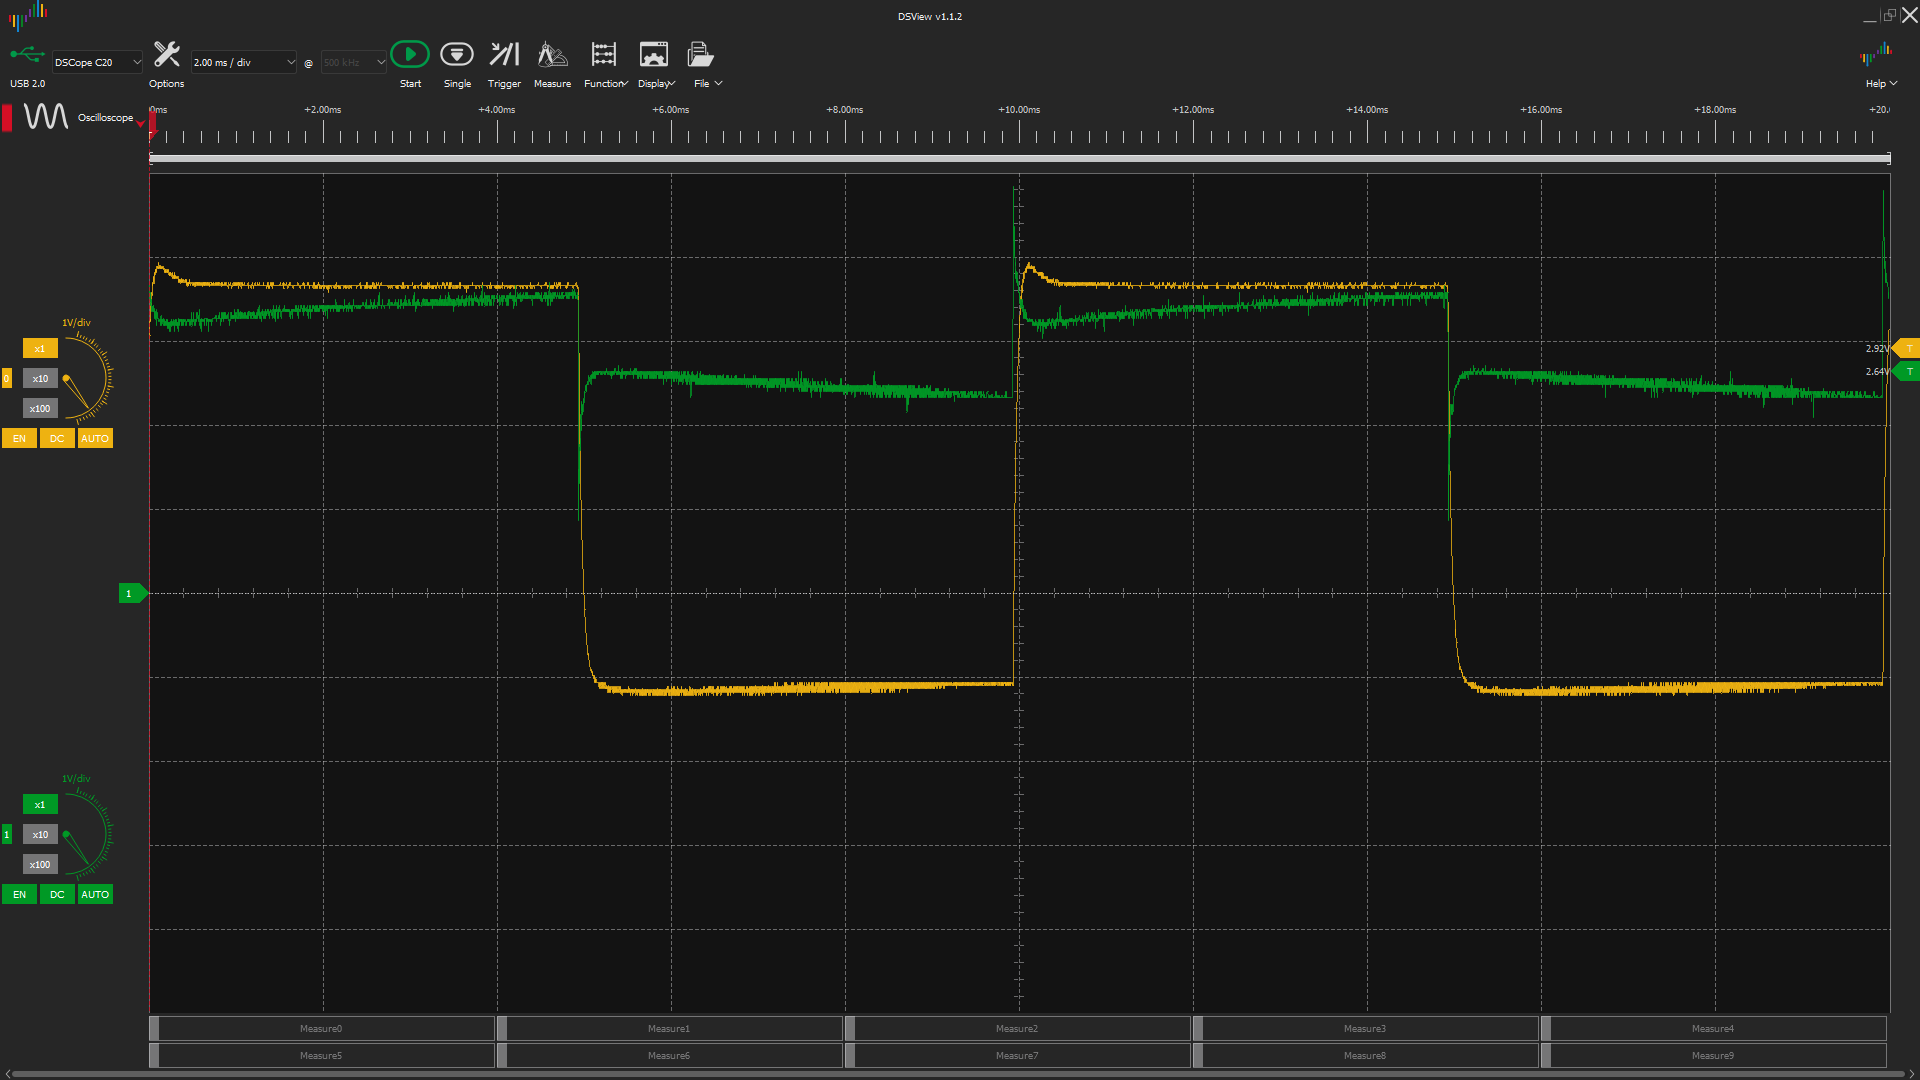 DSView v1.1.2
USB 2.0
DSCope C20
Options
2.00 ms / div
@
500 kHz
Start
Single
Trigger
Measure
Function
Display
File
Help
Oscilloscope
0ms
+2.00ms
+4.00ms
+6.00ms
+8.00ms
+10.00ms
+12.00ms
+14.00ms
+16.00ms
+18.00ms
+20.
1V/div
x1
0
x10
x100
EN
DC
AUTO
2.92V
T
2.64V
T
1
1V/div
x1
1
x10
x100
EN
DC
AUTO
Measure0
Measure1
Measure2
Measure3
Measure4
Measure5
Measure6
Measure7
Measure8
Measure9